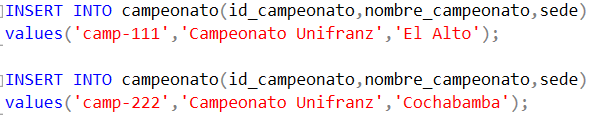 INSERT INTO campeonato(id_campeonato,nombre_campeonato,sede)
values('camp-111','Campeonato Unifranz','El Alto');
INSERT INTO campeonato(id_campeonato,nombre_campeonato,sede)
values('camp-222','Campeonato Unifranz','Cochabamba');